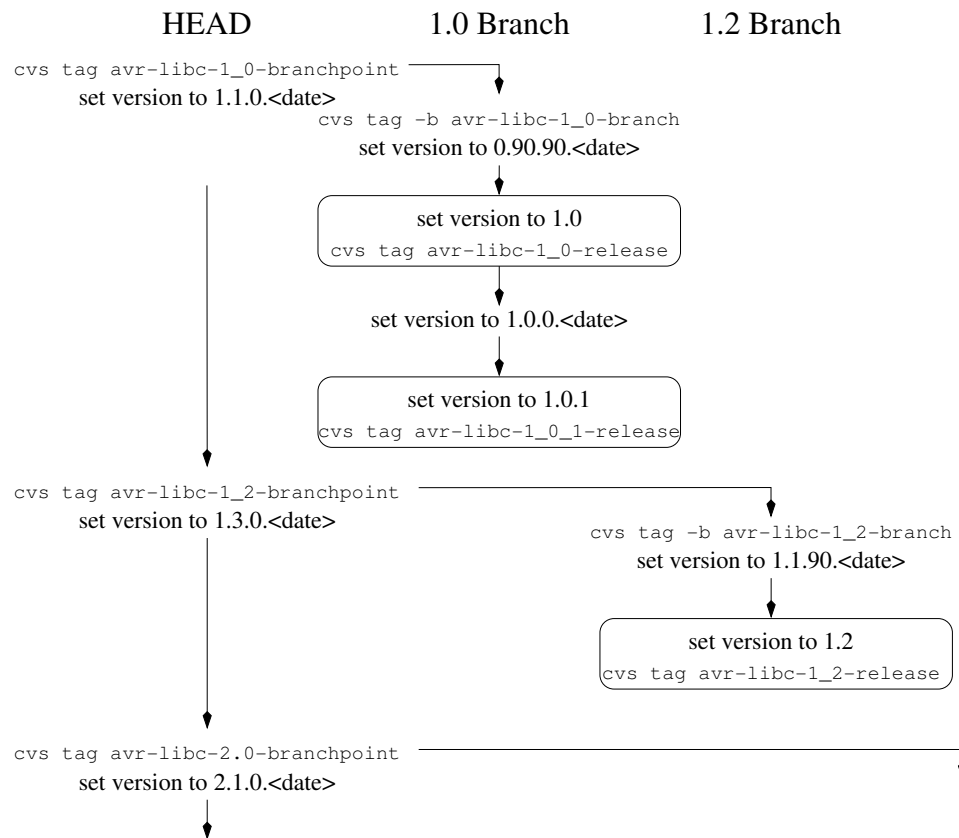 HEAD
1.0 Branch
1.2 Branch
cvs tag avr-libc-1_0-branchpoint
set version to 1.1.0.<date>
cvs tag -b avr-libc-1_0-branch
set version to 0.90.90.<date>
set version to 1.0
cvs tag avr-libc-1_0-release
set version to 1.0.0.<date>
set version to 1.0.1
cvs tag avr-libc-1_0_1-release
cvs tag avr-libc-1_2-branchpoint
set version to 1.3.0.<date>
cvs tag -b avr-libc-1_2-branch
set version to 1.1.90.<date>
set version to 1.2
cvs tag avr-libc-1_2-release
cvs tag avr-libc-2.0-branchpoint
set version to 2.1.0.<date>